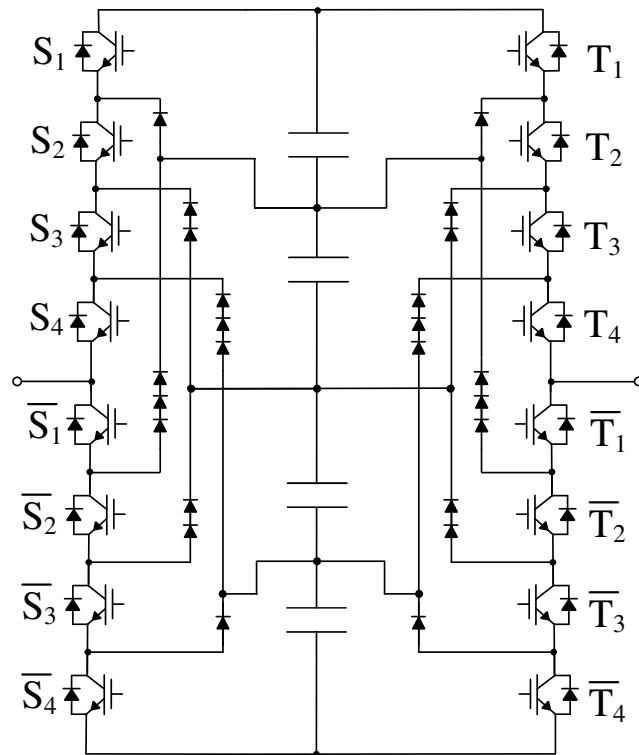 S₁ T₁
S₂ T₂
S₃ T₃
S₄ T₄
S̅₁ T̅₁
S̅₂ T̅₂
S̅₃ T̅₃
S̅₄ T̅₄